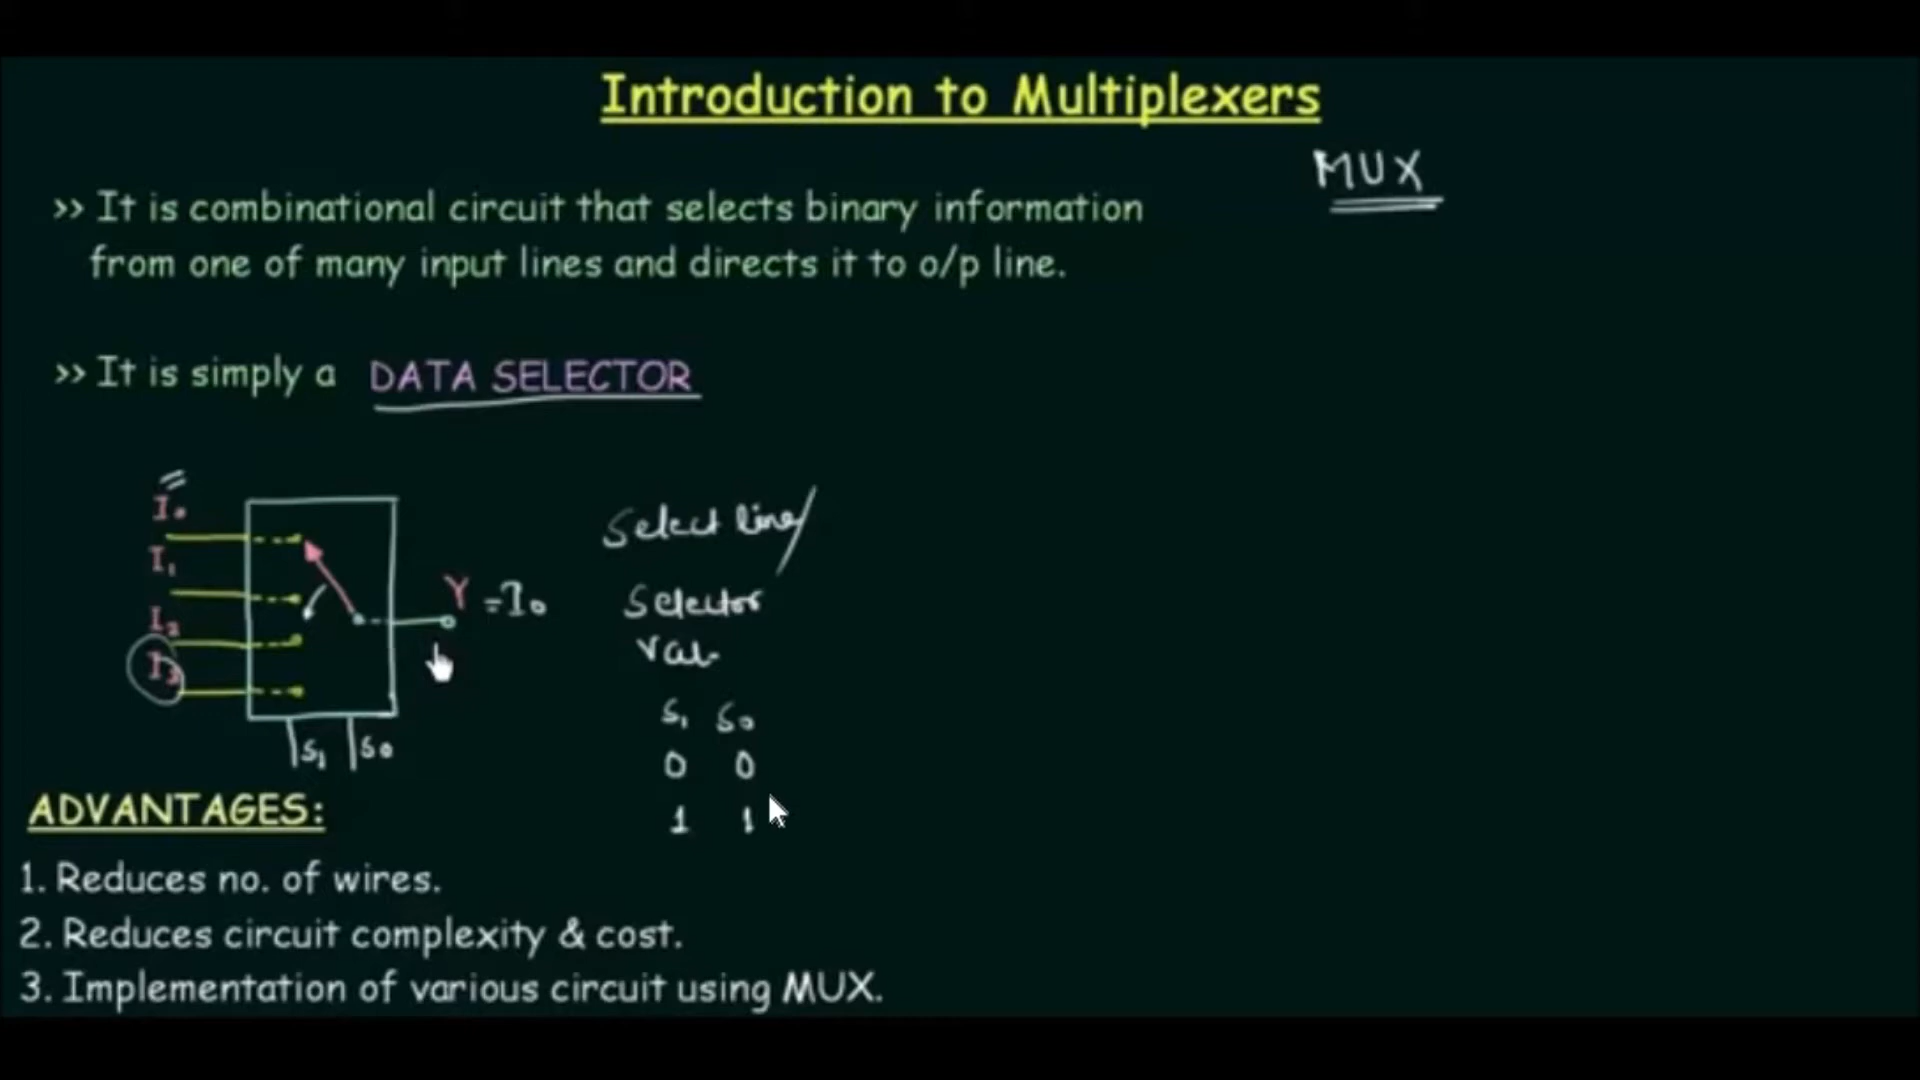 Introduction to Multiplexers
MUX
>> It is combinational circuit that selects binary information
from one of many input lines and directs it to o/p line.
>> It is simply a DATA SELECTOR
I₀
I₁
I₂
I₃
Y = I₀
S₁ S₀
Select line/
Selector
Var.
S₁ S₀
0 0
1 1
ADVANTAGES:
1. Reduces no. of wires.
2. Reduces circuit complexity & cost.
3. Implementation of various circuit using MUX.